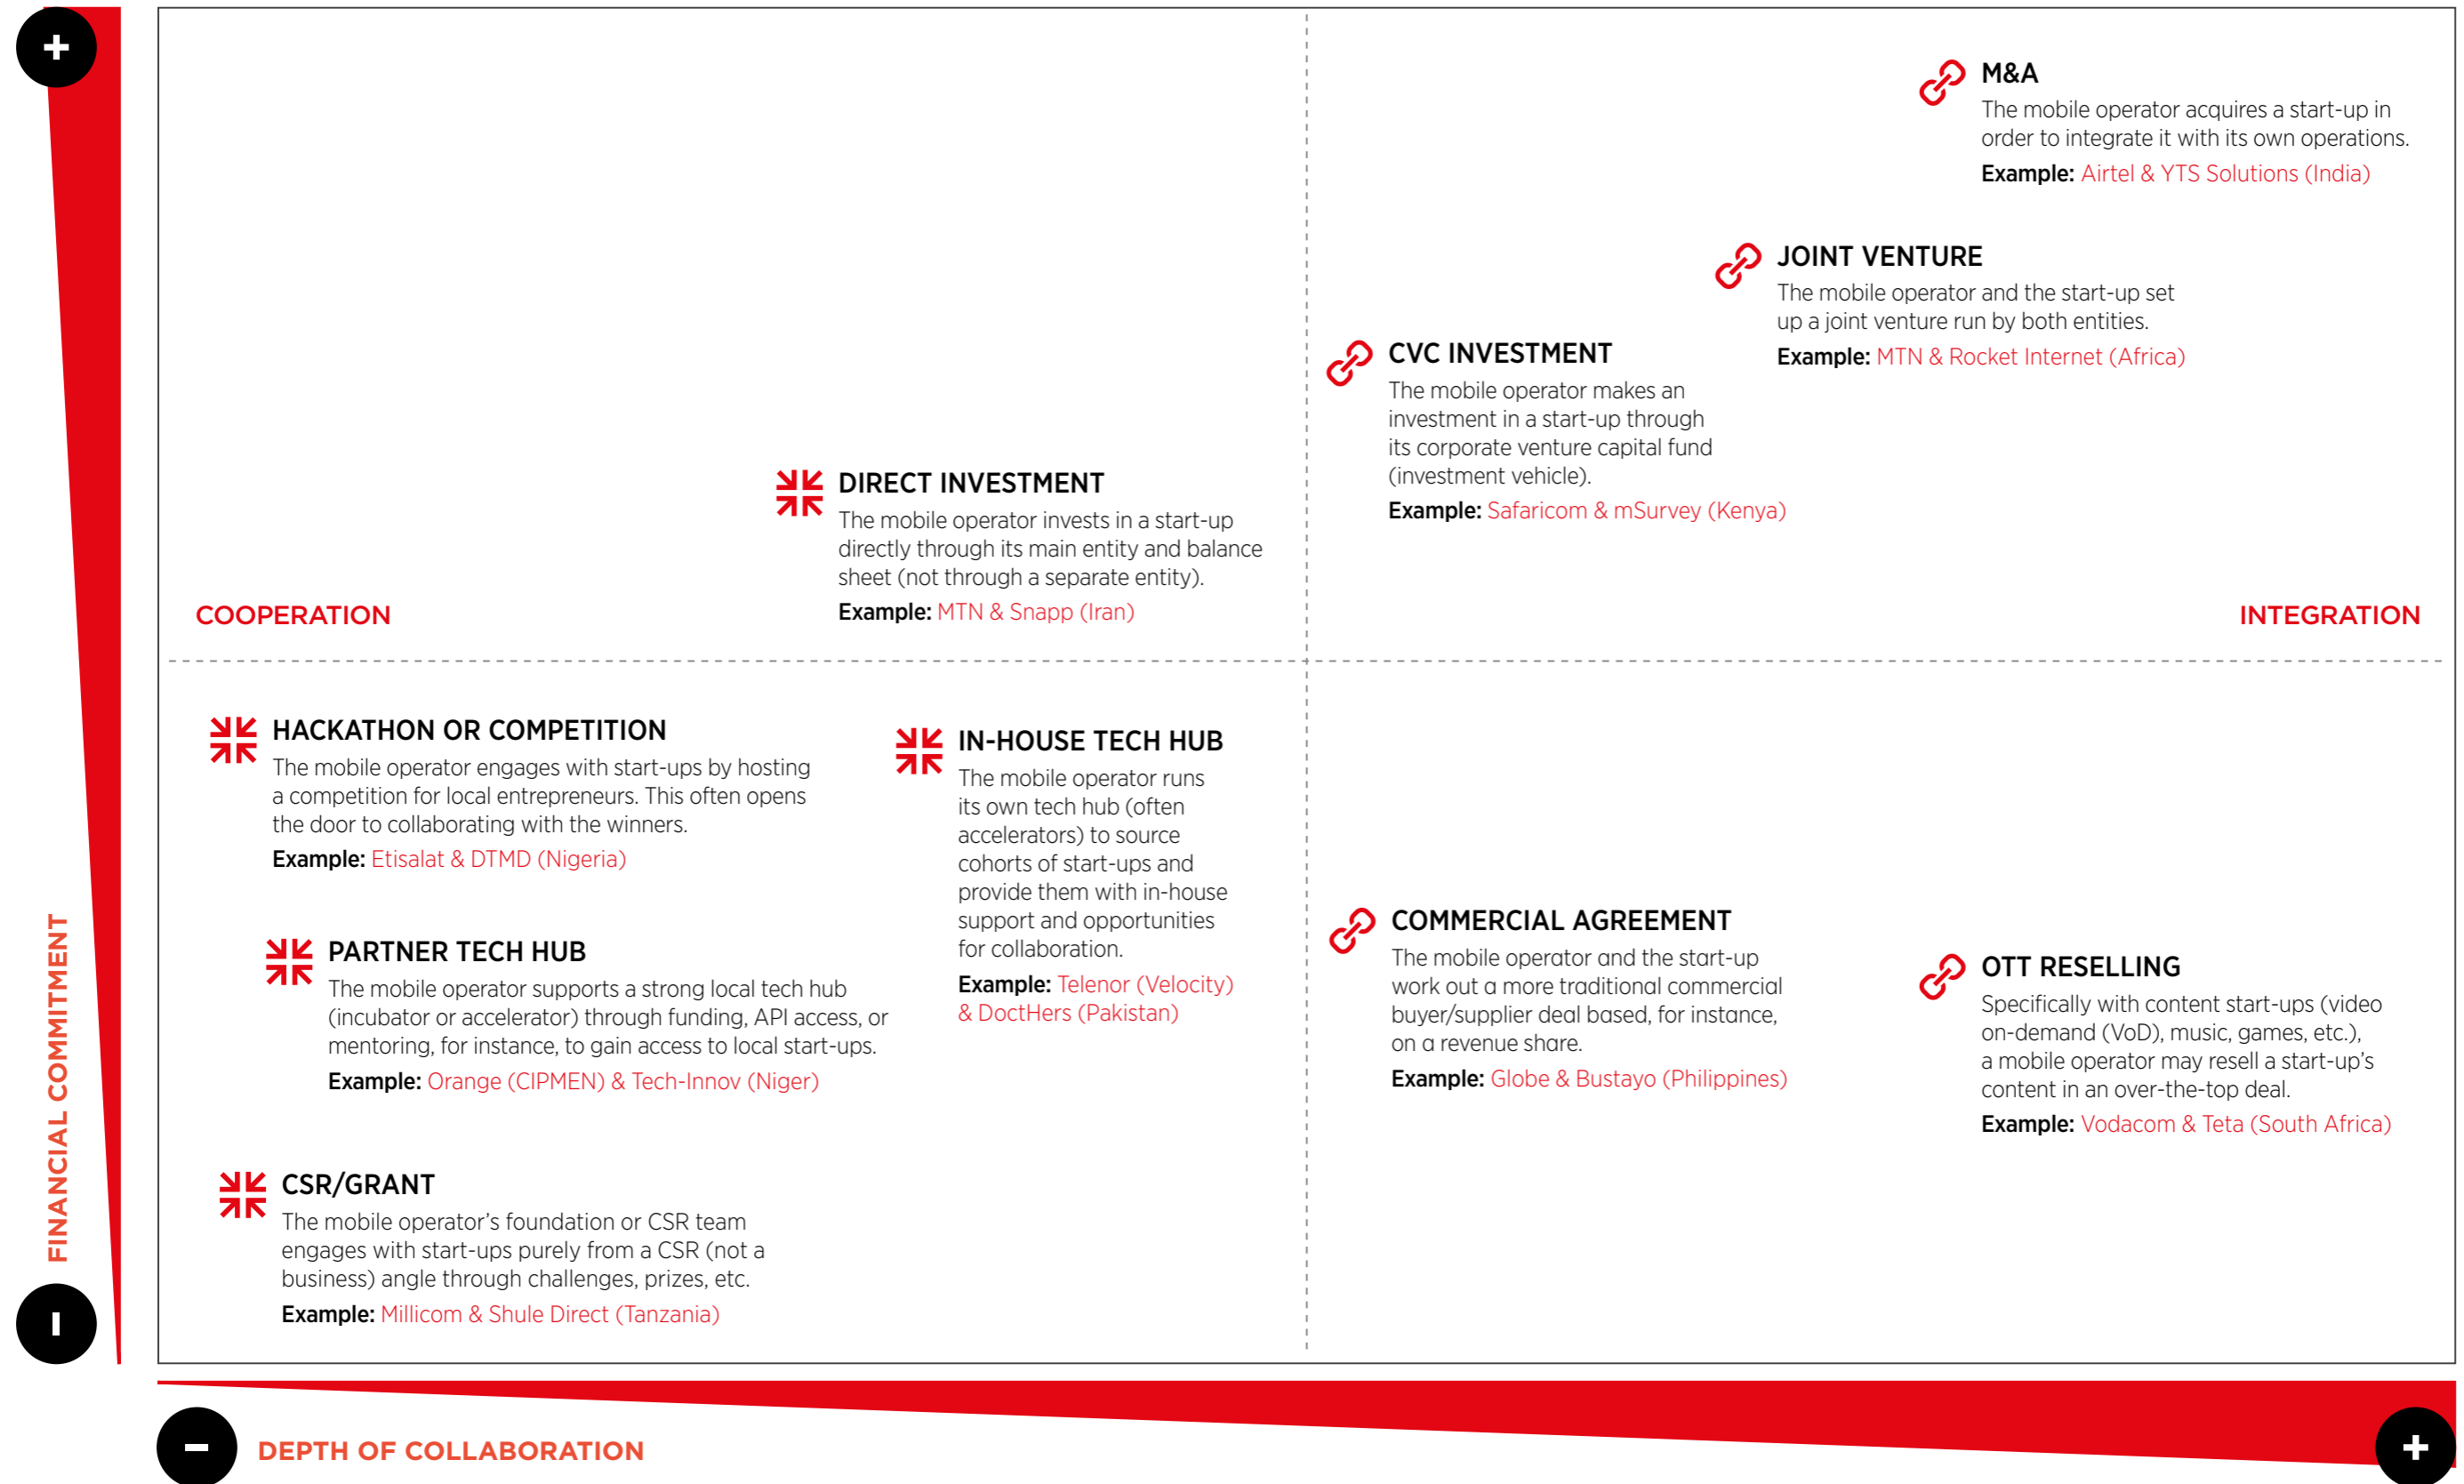 +
M&A
The mobile operator acquires a start-up in
order to integrate it with its own operations.
Example: Airtel & YTS Solutions (India)
JOINT VENTURE
The mobile operator and the start-up set
up a joint venture run by both entities.
Example: MTN & Rocket Internet (Africa)
CVC INVESTMENT
The mobile operator makes an
investment in a start-up through
its corporate venture capital fund
(investment vehicle).
Example: Safaricom & mSurvey (Kenya)
DIRECT INVESTMENT
The mobile operator invests in a start-up
directly through its main entity and balance
sheet (not through a separate entity).
Example: MTN & Snapp (Iran)
COOPERATION
INTEGRATION
HACKATHON OR COMPETITION
The mobile operator engages with start-ups by hosting
a competition for local entrepreneurs. This often opens
the door to collaborating with the winners.
Example: Etisalat & DTMD (Nigeria)
IN-HOUSE TECH HUB
The mobile operator runs
its own tech hub (often
accelerators) to source
cohorts of start-ups and
provide them with in-house
support and opportunities
for collaboration.
Example: Telenor (Velocity)
& DoctHers (Pakistan)
PARTNER TECH HUB
The mobile operator supports a strong local tech hub
(incubator or accelerator) through funding, API access, or
mentoring, for instance, to gain access to local start-ups.
Example: Orange (CIPMEN) & Tech-Innov (Niger)
COMMERCIAL AGREEMENT
The mobile operator and the start-up
work out a more traditional commercial
buyer/supplier deal based, for instance,
on a revenue share.
Example: Globe & Bustayo (Philippines)
OTT RESELLING
Specifically with content start-ups (video
on-demand (VoD), music, games, etc.),
a mobile operator may resell a start-up's
content in an over-the-top deal.
Example: Vodacom & Teta (South Africa)
CSR/GRANT
The mobile operator's foundation or CSR team
engages with start-ups purely from a CSR (not a
business) angle through challenges, prizes, etc.
Example: Millicom & Shule Direct (Tanzania)
FINANCIAL COMMITMENT
–
–
DEPTH OF COLLABORATION
+